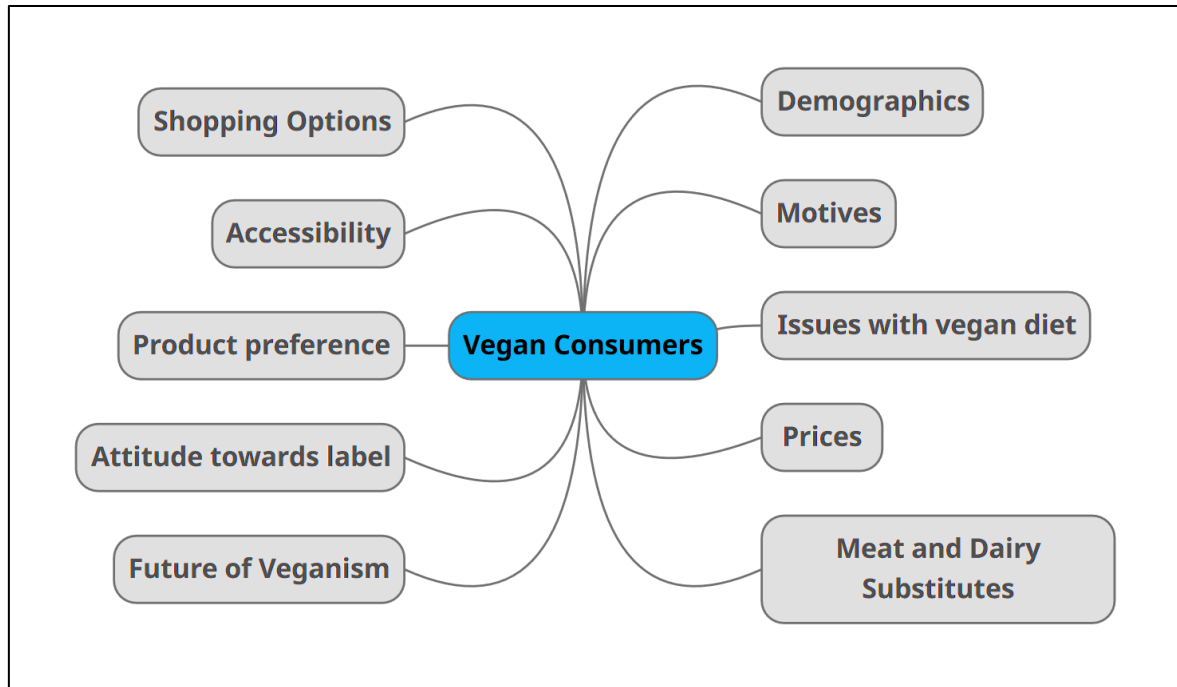 Shopping Options
Accessibility
Product preference
Attitude towards label
Future of Veganism
Vegan Consumers
Demographics
Motives
Issues with vegan diet
Prices
Meat and Dairy
Substitutes